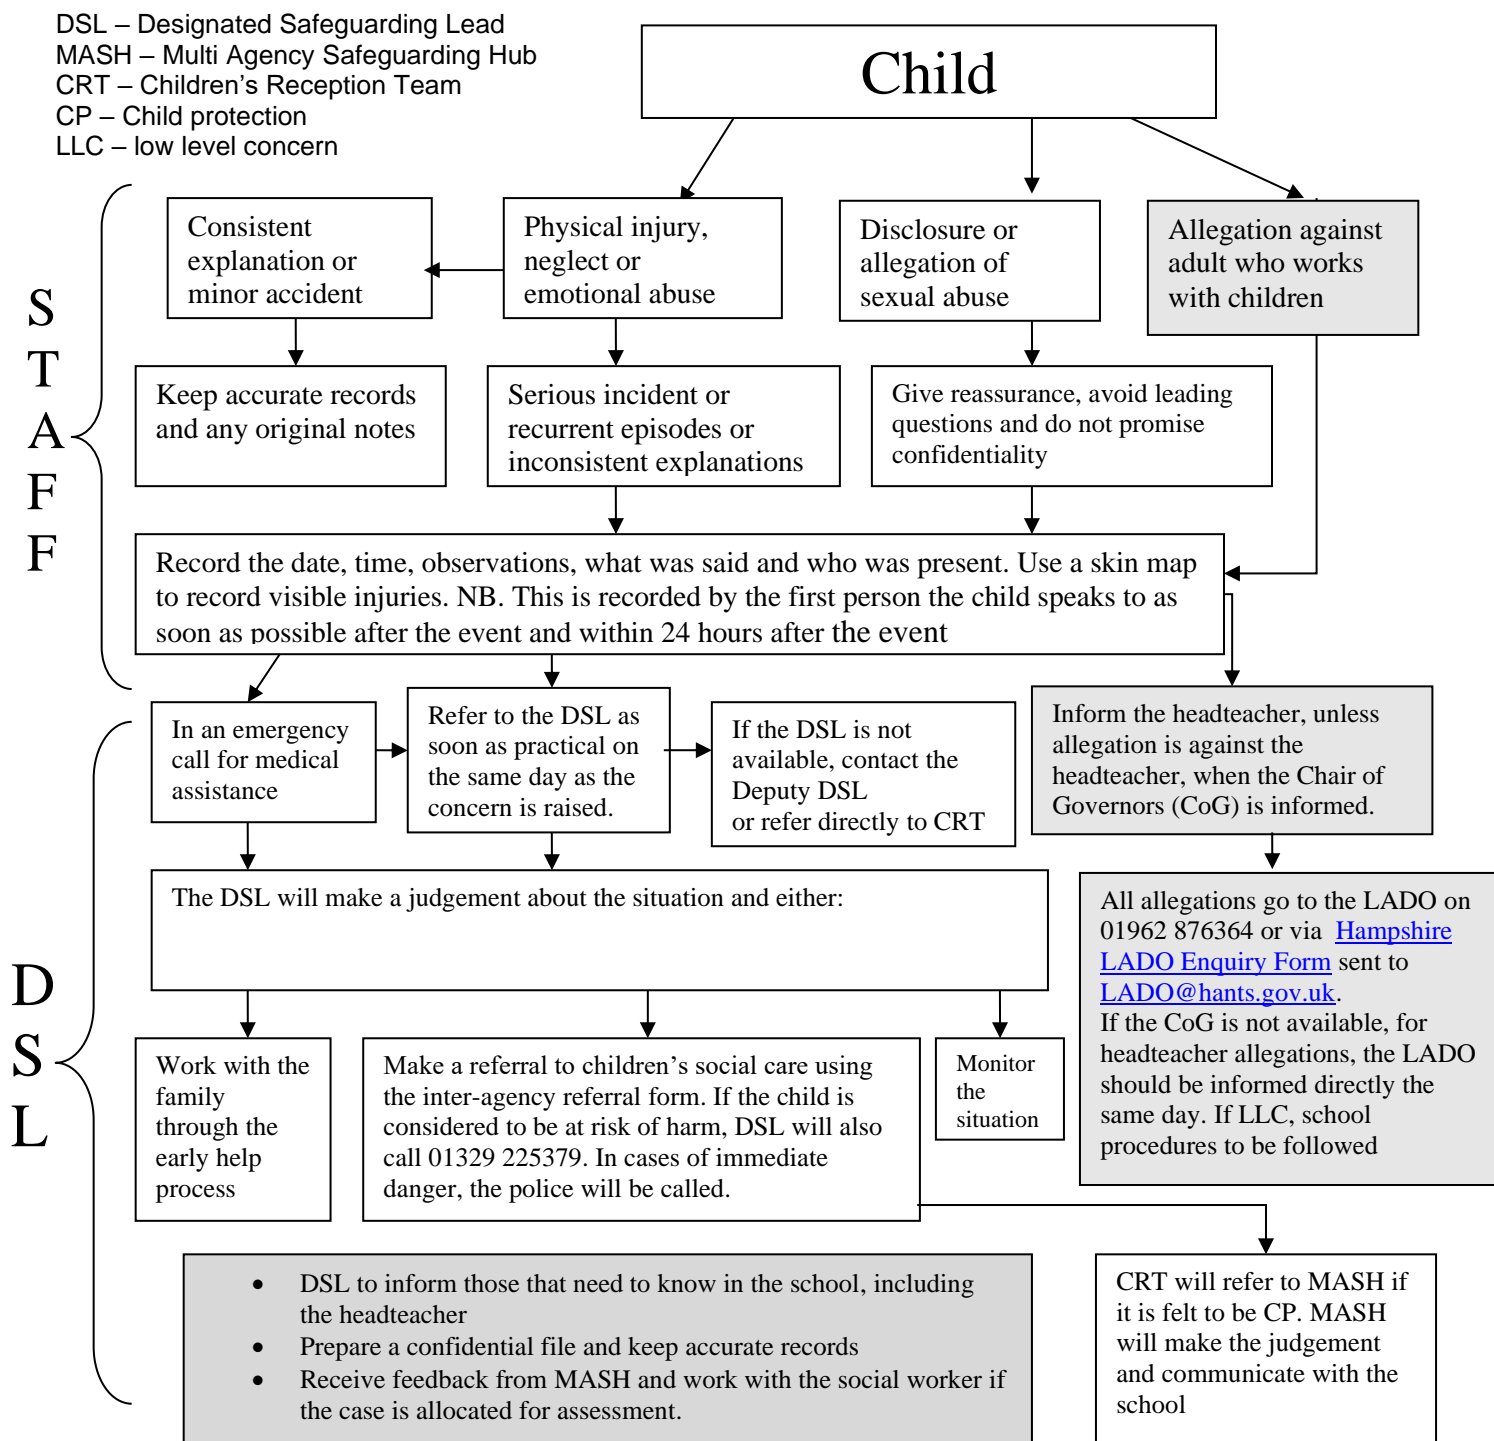 DSL – Designated Safeguarding Lead
MASH – Multi Agency Safeguarding Hub
CRT – Children's Reception Team
CP – Child protection
LLC – low level concern
Child
S
T
A
F
F
Consistent
explanation or
minor accident
Physical injury,
neglect or
emotional abuse
Disclosure or
allegation of
sexual abuse
Allegation against
adult who works
with children
Keep accurate records
and any original notes
Serious incident or
recurrent episodes or
inconsistent explanations
Give reassurance, avoid leading
questions and do not promise
confidentiality
Record the date, time, observations, what was said and who was present. Use a skin map
to record visible injuries. NB. This is recorded by the first person the child speaks to as
soon as possible after the event and within 24 hours after the event
D
S
L
In an emergency
call for medical
assistance
Refer to the DSL as
soon as practical on
the same day as the
concern is raised.
If the DSL is not
available, contact the
Deputy DSL
or refer directly to CRT
Inform the headteacher, unless
allegation is against the
headteacher, when the Chair of
Governors (CoG) is informed.
The DSL will make a judgement about the situation and either:
All allegations go to the LADO on
01962 876364 or via Hampshire
LADO Enquiry Form sent to
LADO@hants.gov.uk.
If the CoG is not available, for
headteacher allegations, the LADO
should be informed directly the
same day. If LLC, school
procedures to be followed
Work with the
family
through the
early help
process
Make a referral to children's social care using
the inter-agency referral form. If the child is
considered to be at risk of harm, DSL will also
call 01329 225379. In cases of immediate
danger, the police will be called.
Monitor
the
situation
• DSL to inform those that need to know in the school, including
the headteacher
• Prepare a confidential file and keep accurate records
• Receive feedback from MASH and work with the social worker if
the case is allocated for assessment.
CRT will refer to MASH if
it is felt to be CP. MASH
will make the judgement
and communicate with the
school